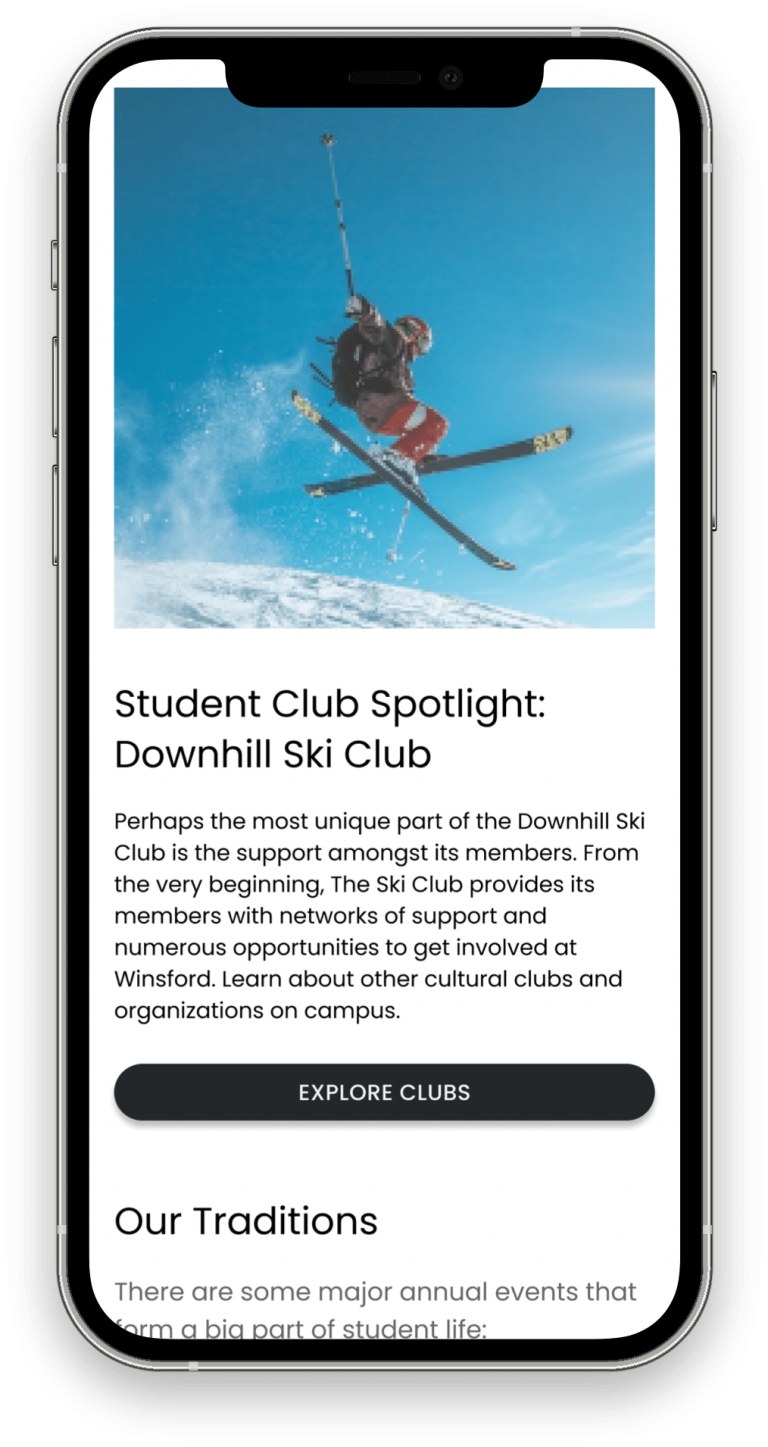 Student Club Spotlight:
Downhill Ski Club
Perhaps the most unique part of the Downhill Ski
Club is the support amongst its members. From
the very beginning, The Ski Club provides its
members with networks of support and
numerous opportunities to get involved at
Winsford. Learn about other cultural clubs and
organizations on campus.
EXPLORE CLUBS
Our Traditions
There are some major annual events that
form a big part of student life: